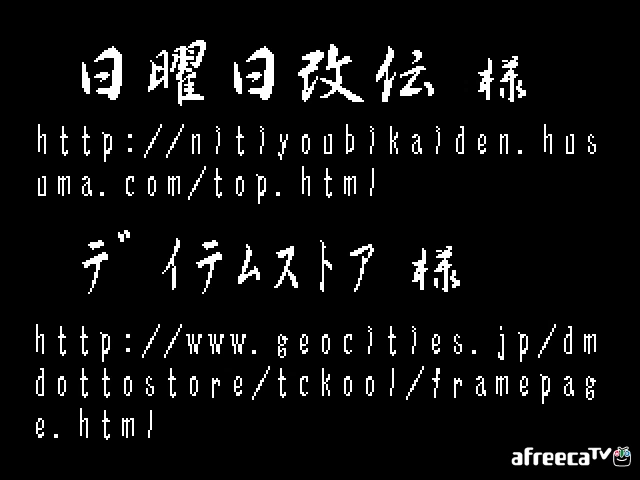 日曜日改伝 様
http://nitiyoubikaiden.hus
uma.com/top.html
ディテムストア 様
http://www.geocities.jp/dm
dottostore/tckool/framepag
e.html
afreecaTV